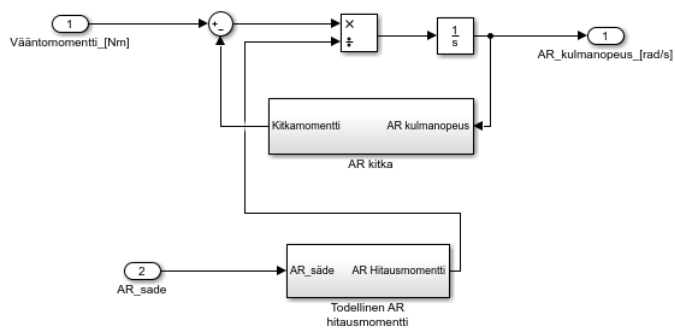 1
Vääntömomentti_[Nm]
+
−
×
÷
1
s
1
AR_kulmanopeus_[rad/s]
Kitkamomentti
AR kulmanopeus
AR kitka
2
AR_sade
AR_säde
AR Hitausmomentti
Todellinen AR
hitausmomentti